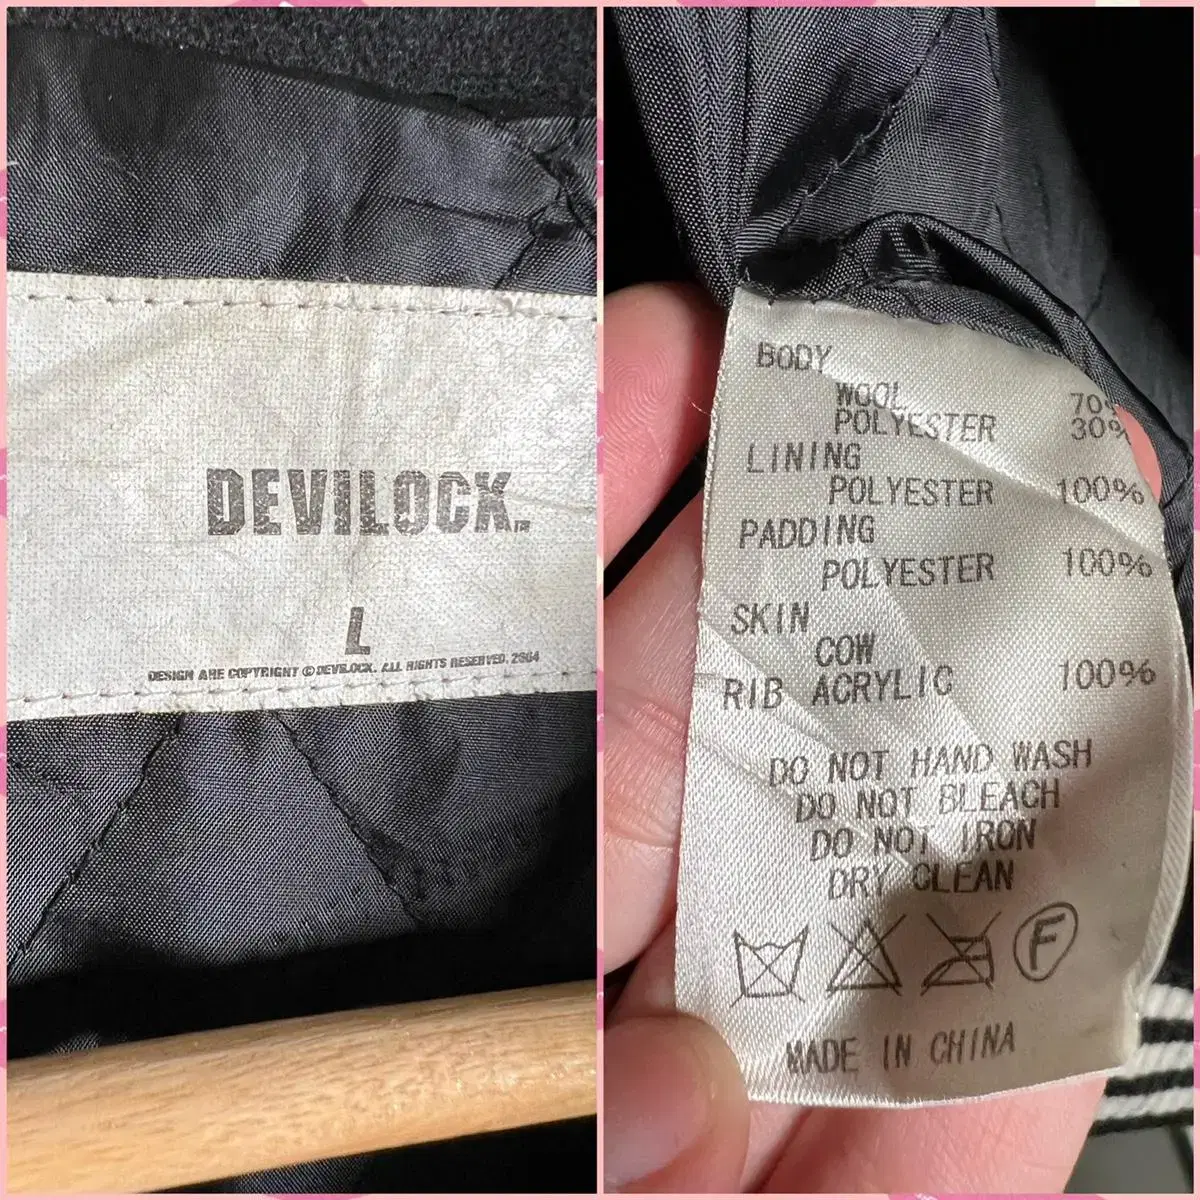 DEVILOCK™
L
DESIGN ARE COPYRIGHT © DEVILOCK. ALL RIGHTS RESERVED. 2004
BODY
WOOL 70%
POLYESTER 30%
LINING
POLYESTER 100%
PADDING
POLYESTER 100%
SKIN
COW
RIB ACRYLIC 100%
DO NOT HAND WASH
DO NOT BLEACH
DO NOT IRON
DRY CLEAN
F
MADE IN CHINA